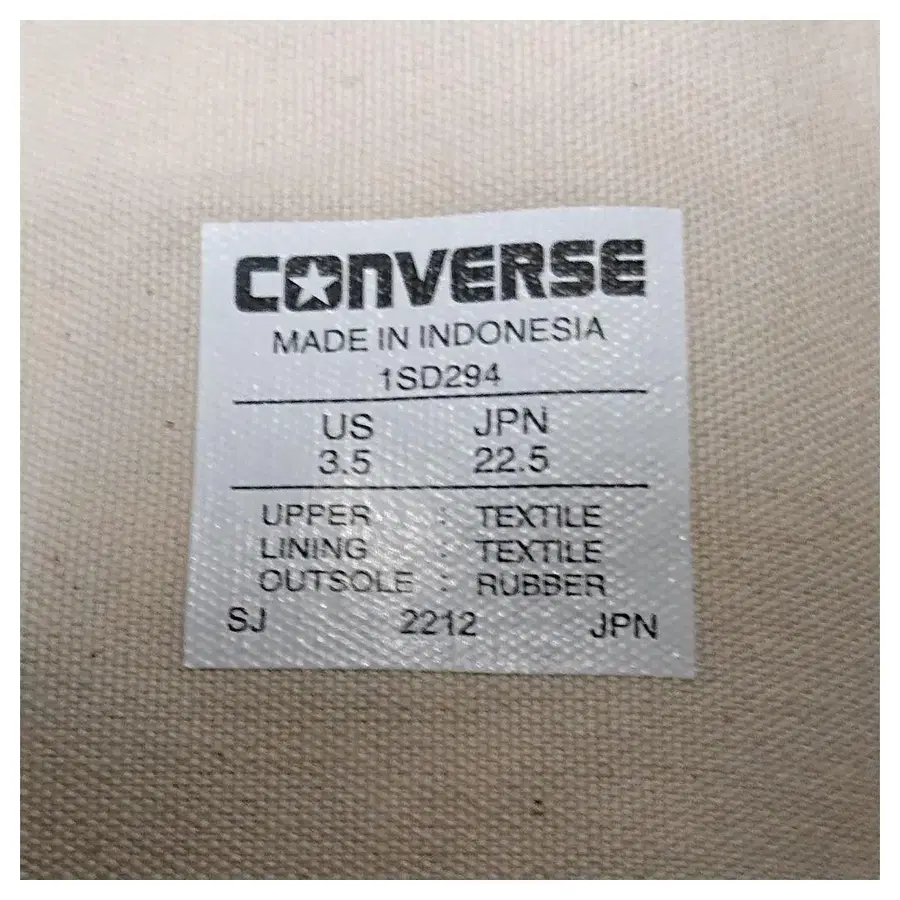 CONVERSE
MADE IN INDONESIA
1SD294
US JPN
3.5 22.5
UPPER : TEXTILE
LINING : TEXTILE
OUTSOLE : RUBBER
SJ 2212 JPN